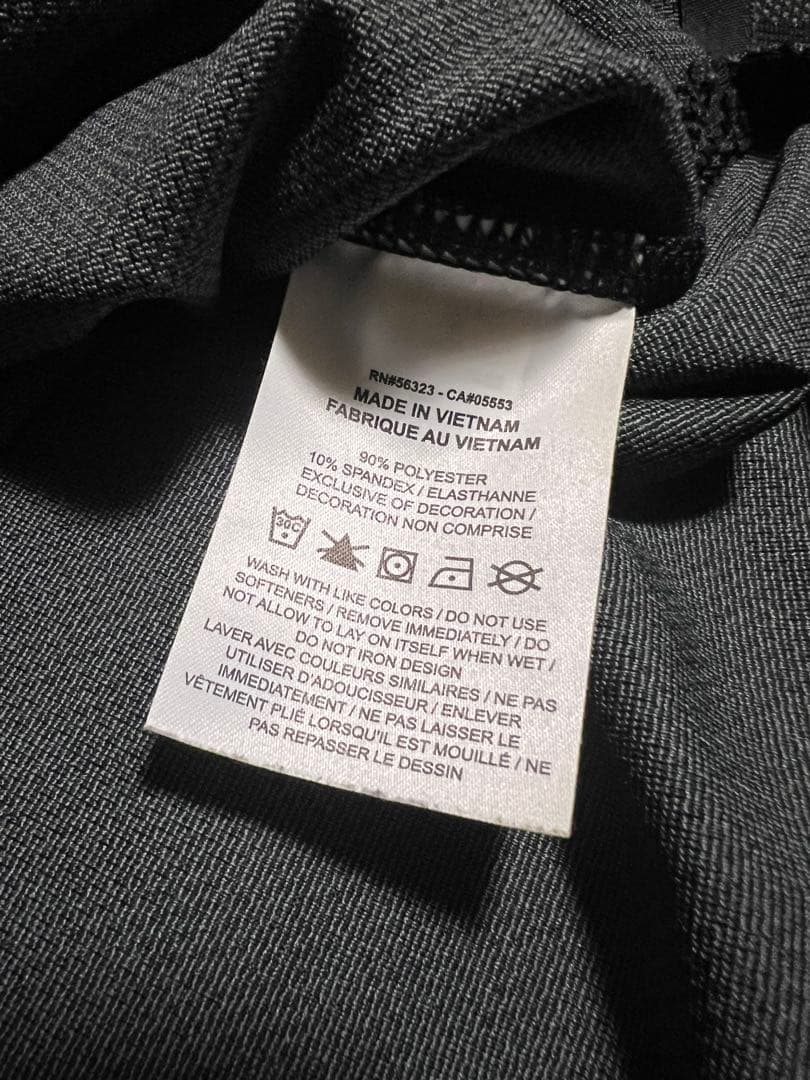 RN#56323 - CA#05553
MADE IN VIETNAM
FABRIQUE AU VIETNAM
90% POLYESTER
10% SPANDEX / ELASTHANNE
EXCLUSIVE OF DECORATION /
DECORATION NON COMPRISE
30C
WASH WITH LIKE COLORS / DO NOT USE
SOFTENERS / REMOVE IMMEDIATELY / DO
NOT ALLOW TO LAY ON ITSELF WHEN WET /
DO NOT IRON DESIGN
LAVER AVEC COULEURS SIMILAIRES / NE PAS
UTILISER D'ADOUCISSEUR / ENLEVER
IMMEDIATEMENT / NE PAS LAISSER LE
VÊTEMENT PLIÉ LORSQU'IL EST MOUILLÉ / NE
PAS REPASSER LE DESSIN